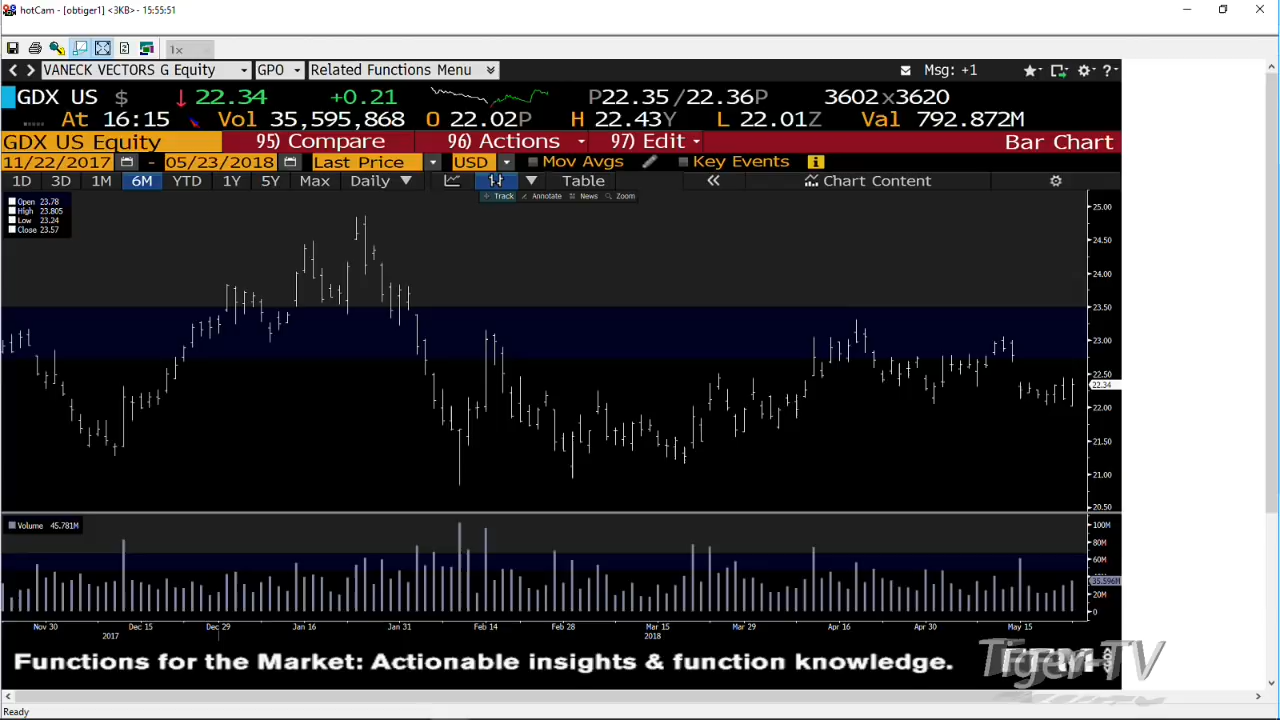 hotCam - [obtiger1] <3KB> - 15:55:51
1x
VANECK VECTORS G Equity GPO Related Functions Menu Msg: +1 ?
GDX US $ ↓ 22.34 +0.21 P22.35 /22.36P 3602x3620
At 16:15 Vol 35,595,868 O 22.02P H 22.43Y L 22.01Z Val 792.872M
GDX US Equity 95) Compare 96) Actions 97) Edit Bar Chart
11/22/2017 - 05/23/2018 Last Price USD Mov Avgs Key Events
1D 3D 1M 6M YTD 1Y 5Y Max Daily ▼ Table « Chart Content
Track Annotate News Zoom
Open 23.78
High 23.805
Low 23.24
Close 23.57
25.00
24.50
24.00
23.50
23.00
22.50
22.34
22.00
21.50
21.00
20.50
Volume 45.781M
100M
80M
60M
35.596M
20M
0
Nov 30 Dec 15 Dec 29 Jan 16 Jan 31 Feb 14 Feb 28 Mar 15 Mar 29 Apr 16 Apr 30 May 15
2017 2018
Functions for the Market: Actionable insights & function knowledge.
Tiger-TV
Ready